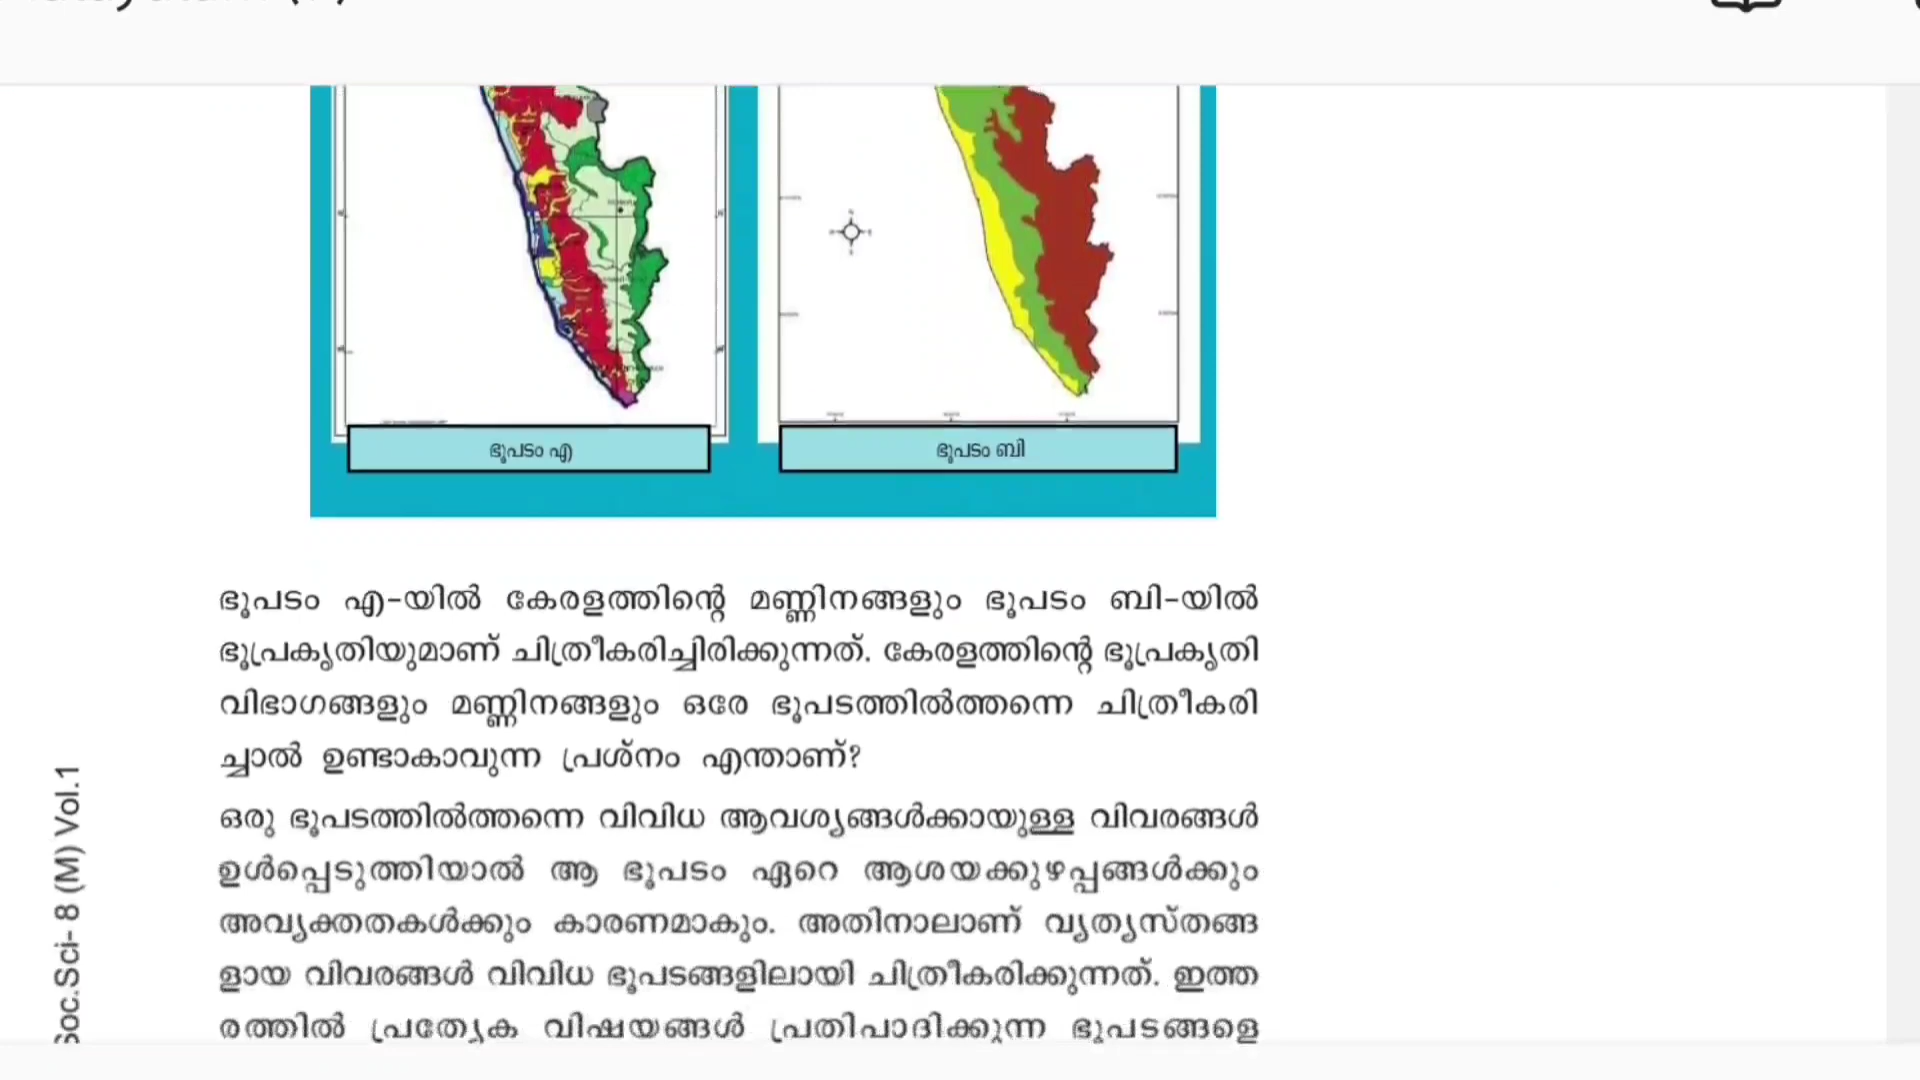 ഭൂപടം എ
ഭൂപടം ബി
ഭൂപടം എ-യിൽ കേരളത്തിന്റെ മണ്ണിനങ്ങളും ഭൂപടം ബി-യിൽ
ഭൂപ്രകൃതിയുമാണ് ചിത്രീകരിച്ചിരിക്കുന്നത്. കേരളത്തിന്റെ ഭൂപ്രകൃതി
വിഭാഗങ്ങളും മണ്ണിനങ്ങളും ഒരേ ഭൂപടത്തിൽത്തന്നെ ചിത്രീകരി
ച്ചാൽ ഉണ്ടാകാവുന്ന പ്രശ്നം എന്താണ്?
ഒരു ഭൂപടത്തിൽത്തന്നെ വിവിധ ആവശ്യങ്ങൾക്കായുള്ള വിവരങ്ങൾ
ഉൾപ്പെടുത്തിയാൽ ആ ഭൂപടം ഏറെ ആശയക്കുഴപ്പങ്ങൾക്കും
അവ്യക്തതകൾക്കും കാരണമാകും. അതിനാലാണ് വ്യത്യസ്തങ്ങ
ളായ വിവരങ്ങൾ വിവിധ ഭൂപടങ്ങളിലായി ചിത്രീകരിക്കുന്നത്. ഇത്ത
രത്തിൽ പ്രത്യേക വിഷയങ്ങൾ പ്രതിപാദിക്കുന്ന ഭൂപടങ്ങളെ
Soc.Sci- 8 (M) Vol.1